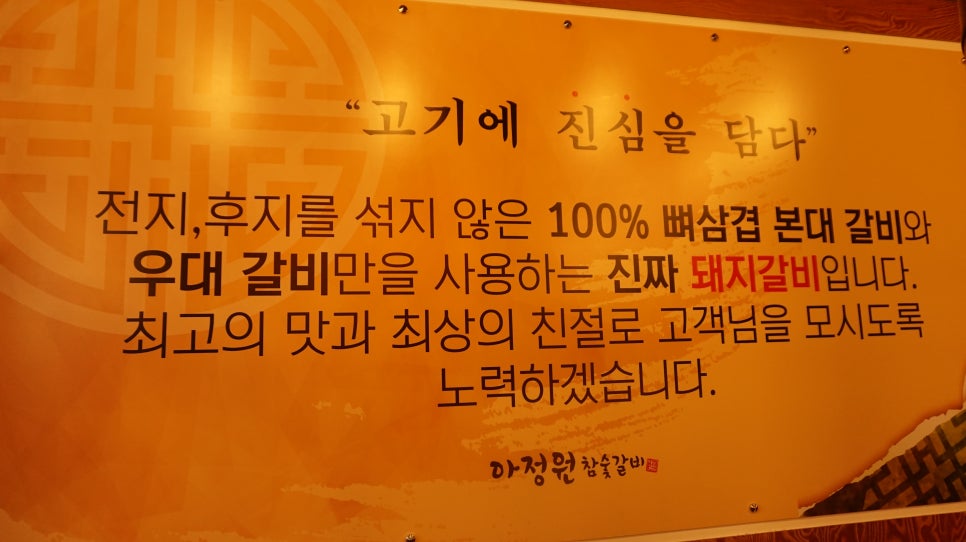 “고기에 진심을 담다”
전지,후지를 섞지 않은 100% 뼈삼겹 본대 갈비와
우대 갈비만을 사용하는 진짜 돼지갈비입니다.
최고의 맛과 최상의 친절로 고객님을 모시도록
노력하겠습니다.
아정원 참숯갈비